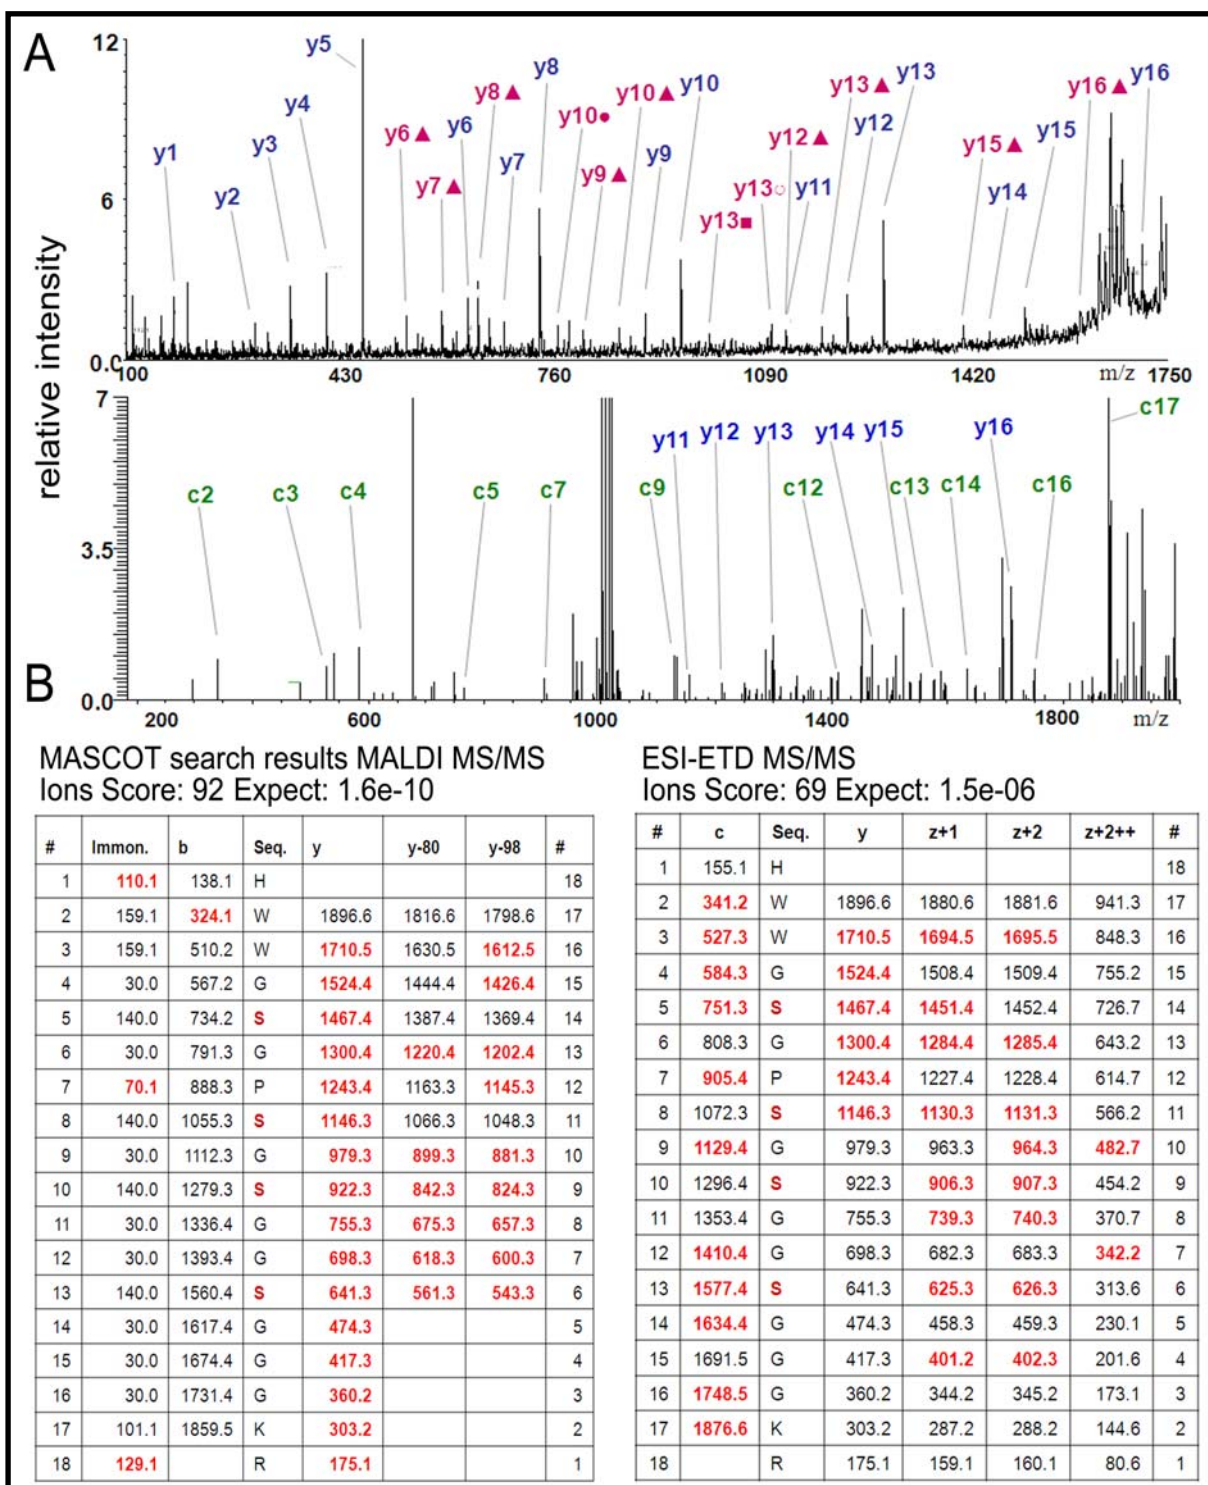 A
12
6
0.0
relative intensity
y1
y2
y3
y4
y5
y6▲
y7▲
y6
y8▲
y7
y8
y10●
y9▲
y10▲
y9
y10
y13■
y13◌
y12▲
y11
y13▲
y12
y13
y15▲
y14
y15
y16▲
y16
100 430 760 1090 1420 m/z 1750
7
3.5
0.0
c2
c3
c4
c5
c7
c9
y11
y12
y13
c12
y14
y15
c13
c14
y16
c16
c17
200 600 1000 1400 1800 m/z
B
MASCOT search results MALDI MS/MS
Ions Score: 92 Expect: 1.6e-10
# Immon. b Seq. y y-80 y-98 #
1 110.1 138.1 H 18
2 159.1 324.1 W 1896.6 1816.6 1798.6 17
3 159.1 510.2 W 1710.5 1630.5 1612.5 16
4 30.0 567.2 G 1524.4 1444.4 1426.4 15
5 140.0 734.2 S 1467.4 1387.4 1369.4 14
6 30.0 791.3 G 1300.4 1220.4 1202.4 13
7 70.1 888.3 P 1243.4 1163.3 1145.3 12
8 140.0 1055.3 S 1146.3 1066.3 1048.3 11
9 30.0 1112.3 G 979.3 899.3 881.3 10
10 140.0 1279.3 S 922.3 842.3 824.3 9
11 30.0 1336.4 G 755.3 675.3 657.3 8
12 30.0 1393.4 G 698.3 618.3 600.3 7
13 140.0 1560.4 S 641.3 561.3 543.3 6
14 30.0 1617.4 G 474.3 5
15 30.0 1674.4 G 417.3 4
16 30.0 1731.4 G 360.2 3
17 101.1 1859.5 K 303.2 2
18 129.1 R 175.1 1
ESI-ETD MS/MS
Ions Score: 69 Expect: 1.5e-06
# c Seq. y z+1 z+2 z+2++ #
1 155.1 H 18
2 341.2 W 1896.6 1880.6 1881.6 941.3 17
3 527.3 W 1710.5 1694.5 1695.5 848.3 16
4 584.3 G 1524.4 1508.4 1509.4 755.2 15
5 751.3 S 1467.4 1451.4 1452.4 726.7 14
6 808.3 G 1300.4 1284.4 1285.4 643.2 13
7 905.4 P 1243.4 1227.4 1228.4 614.7 12
8 1072.3 S 1146.3 1130.3 1131.3 566.2 11
9 1129.4 G 979.3 963.3 964.3 482.7 10
10 1296.4 S 922.3 906.3 907.3 454.2 9
11 1353.4 G 755.3 739.3 740.3 370.7 8
12 1410.4 G 698.3 682.3 683.3 342.2 7
13 1577.4 S 641.3 625.3 626.3 313.6 6
14 1634.4 G 474.3 458.3 459.3 230.1 5
15 1691.5 G 417.3 401.2 402.3 201.6 4
16 1748.5 G 360.2 344.2 345.2 173.1 3
17 1876.6 K 303.2 287.2 288.2 144.6 2
18 R 175.1 159.1 160.1 80.6 1